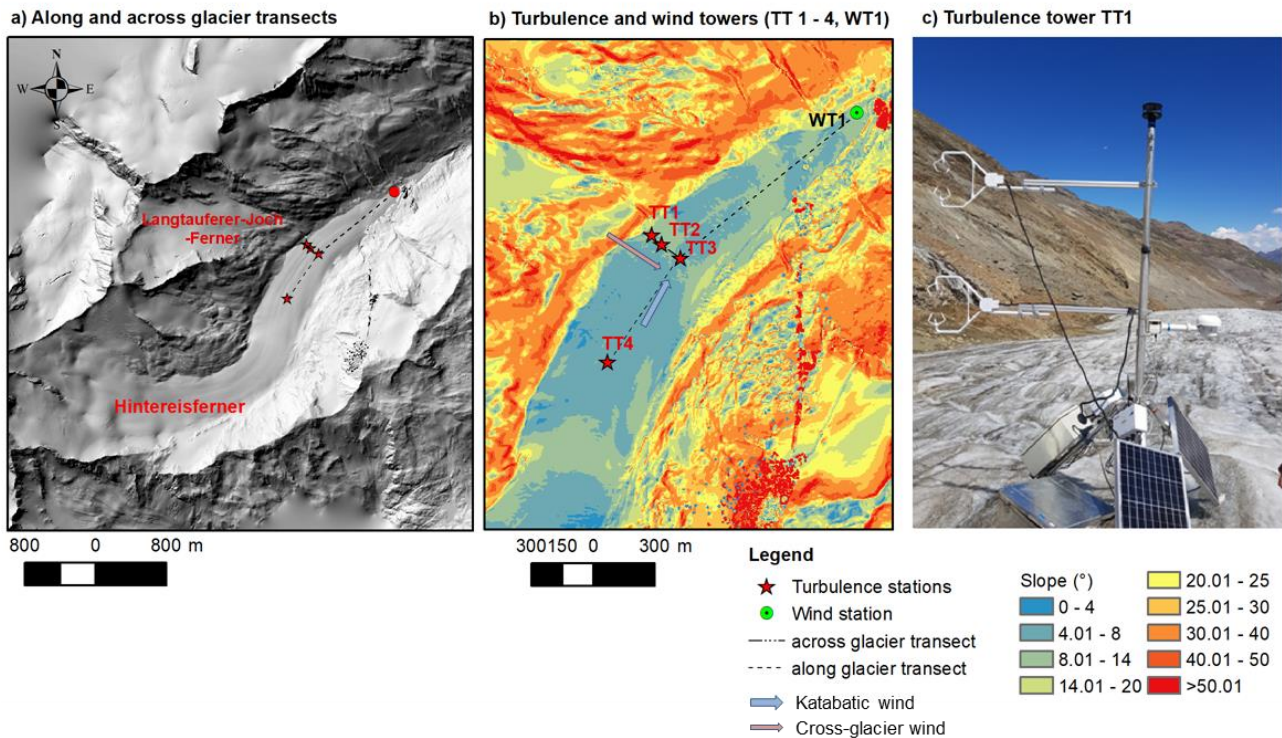 a) Along and across glacier transects
N
W
E
S
Langtauferer-Joch
-Ferner
Hintereisferner
800 0 800 m
b) Turbulence and wind towers (TT 1 - 4, WT1)
WT1
TT1
TT2
TT3
TT4
300150 0 300 m
c) Turbulence tower TT1
Legend
Turbulence stations
Wind station
across glacier transect
along glacier transect
Katabatic wind
Cross-glacier wind
Slope (°)
0 - 4
4.01 - 8
8.01 - 14
14.01 - 20
20.01 - 25
25.01 - 30
30.01 - 40
40.01 - 50
>50.01